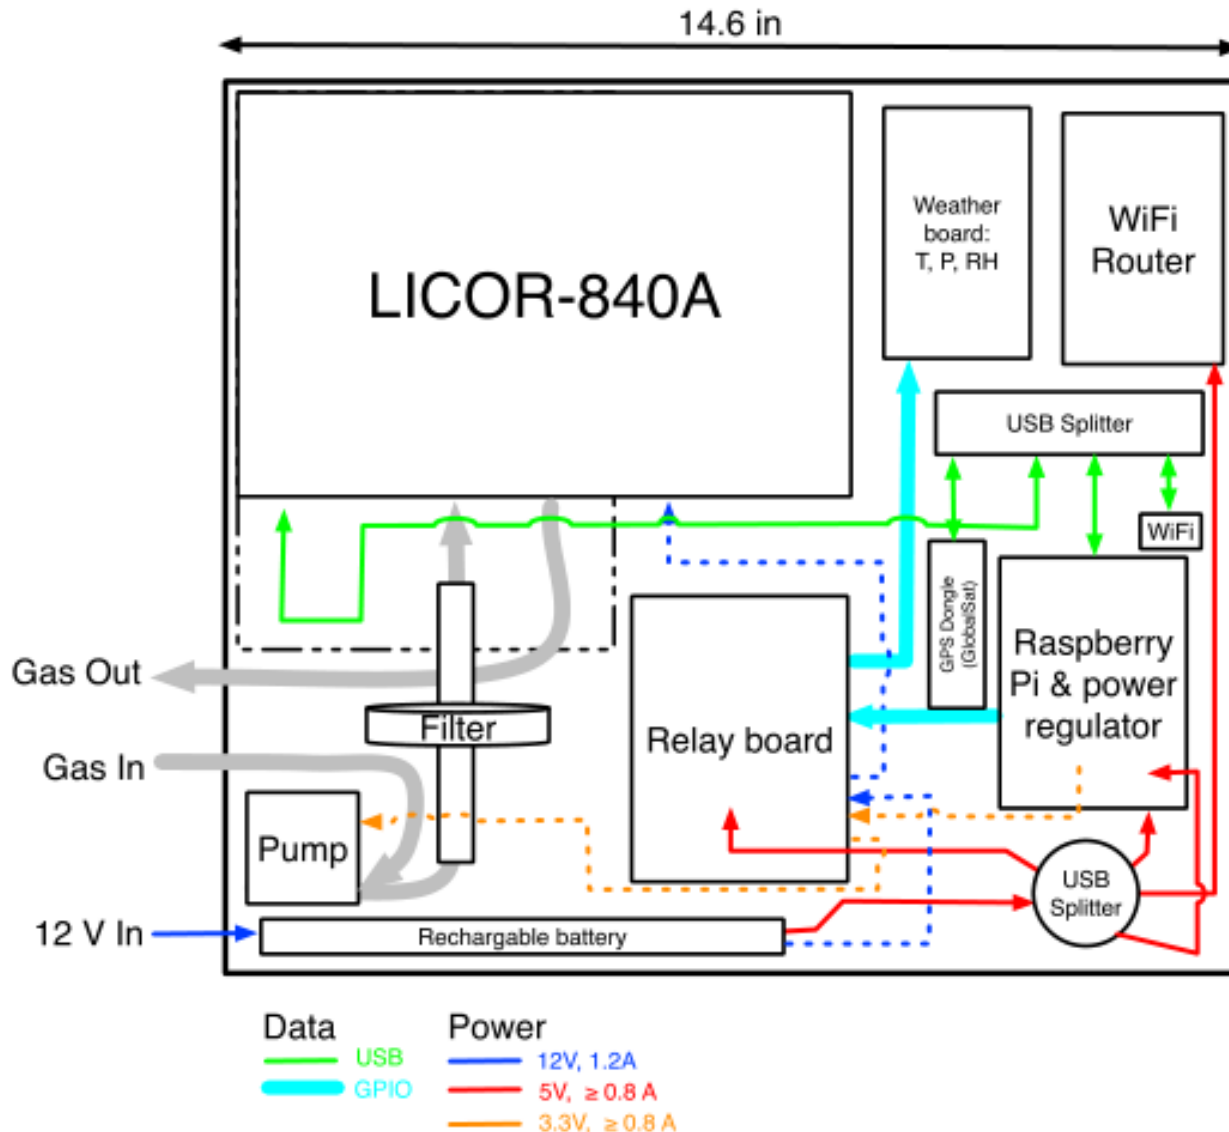 14.6 in
LICOR-840A
Weather
board:
T, P, RH
WiFi
Router
USB Splitter
WiFi
GPS Dongle
(GlobalSat)
Raspberry
Pi & power
regulator
Gas Out
Filter
Relay board
Gas In
Pump
USB
Splitter
12 V In
Rechargable battery
Data
USB
GPIO
Power
12V, 1.2A
5V, ≥ 0.8 A
3.3V, ≥ 0.8 A